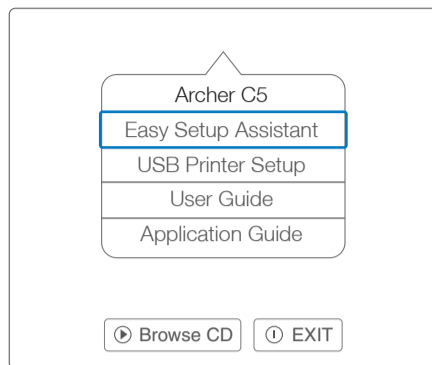 Archer C5
Easy Setup Assistant
USB Printer Setup
User Guide
Application Guide
Browse CD EXIT